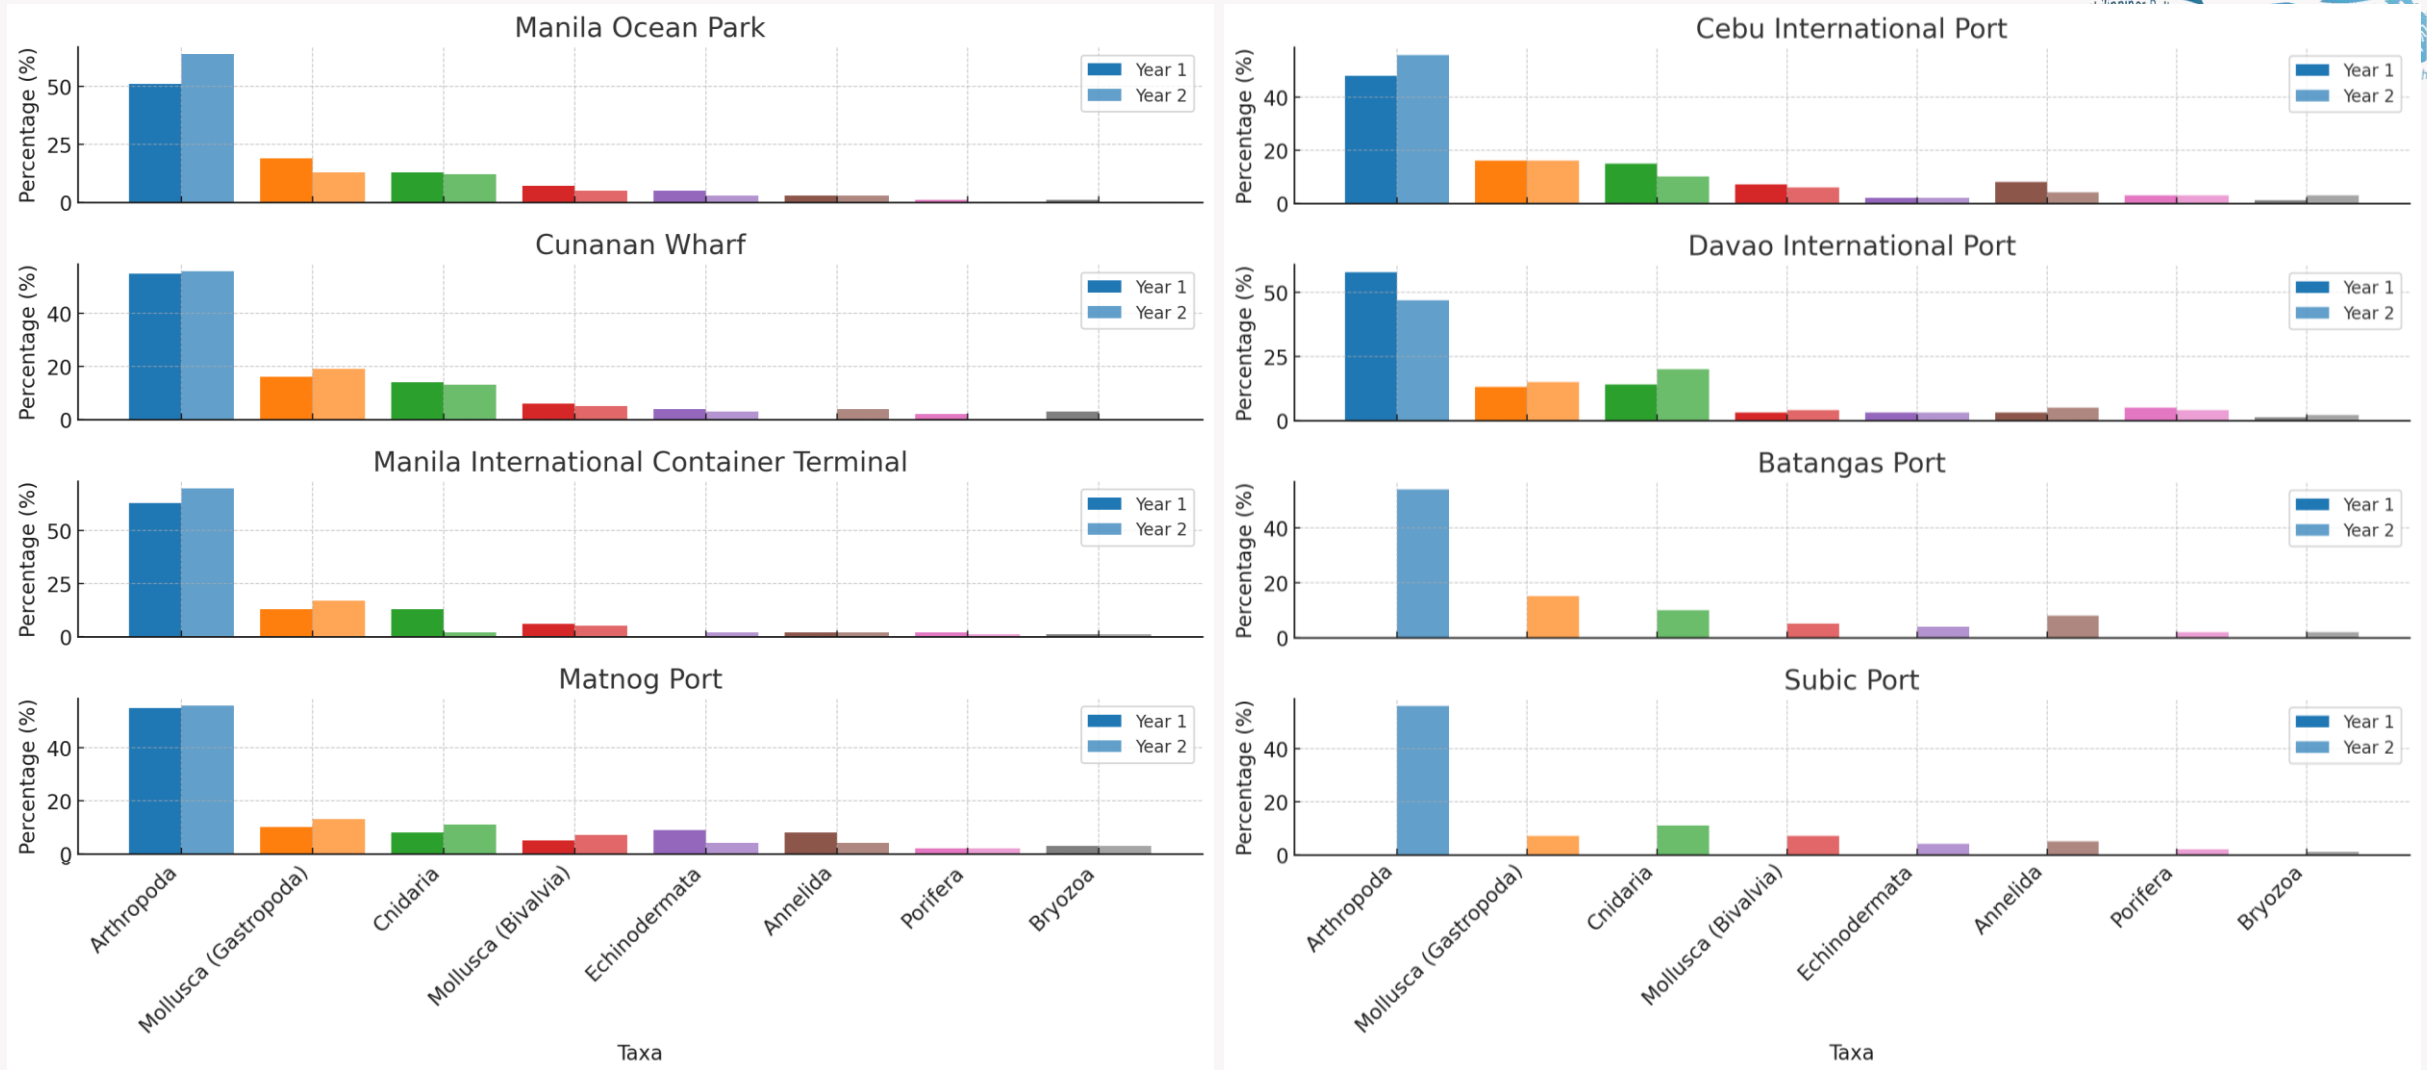 Manila Ocean Park
Percentage (%)
50
25
0
Year 1
Year 2
Cunanan Wharf
Percentage (%)
40
20
0
Year 1
Year 2
Manila International Container Terminal
Percentage (%)
50
25
0
Year 1
Year 2
Matnog Port
Percentage (%)
40
20
0
Year 1
Year 2
Arthropoda
Mollusca (Gastropoda)
Cnidaria
Mollusca (Bivalvia)
Echinodermata
Annelida
Porifera
Bryozoa
Taxa
Cebu International Port
Percentage (%)
40
20
0
Year 1
Year 2
Davao International Port
Percentage (%)
50
25
0
Year 1
Year 2
Batangas Port
Percentage (%)
40
20
0
Year 1
Year 2
Subic Port
Percentage (%)
40
20
0
Year 1
Year 2
Arthropoda
Mollusca (Gastropoda)
Cnidaria
Mollusca (Bivalvia)
Echinodermata
Annelida
Porifera
Bryozoa
Taxa